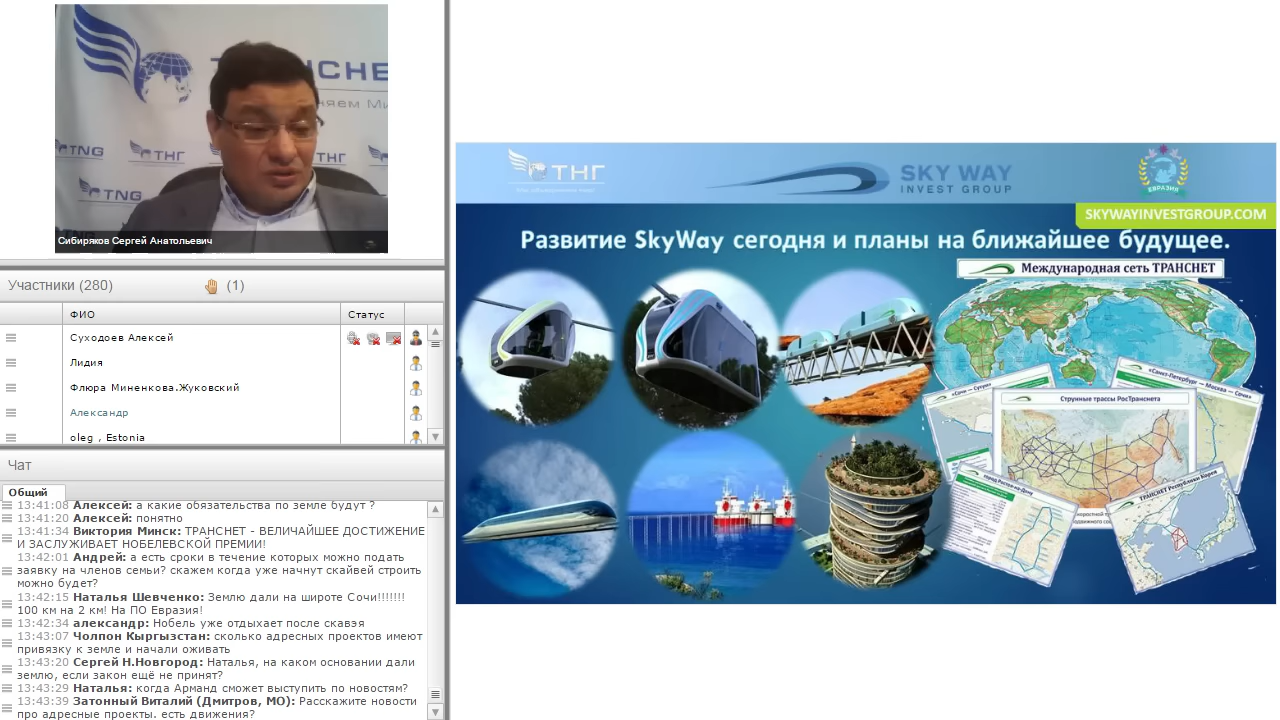 TNG
ТНГ
TNG
Сибиряков Сергей Анатольевич
Участники (280)
(1)
ФИО
Статус
Суходоев Алексей
Лидия
Флюра Миненкова.Жуковский
Александр
oleg , Estonia
Чат
Общий
13:41:08 Алексей: а какие обязательства по земле будут ?
13:41:20 Алексей: понятно
13:41:34 Виктория Минск: ТРАНСНЕТ - ВЕЛИЧАЙШЕЕ ДОСТИЖЕНИЕ
И ЗАСЛУЖИВАЕТ НОБЕЛЕВСКОЙ ПРЕМИИ!
13:42:01 Андрей: а есть сроки в течение которых можно подать
заявку на членов семьи? скажем когда уже начнут скайвей строить
можно будет?
13:42:15 Наталья Шевченко: Землю дали на широте Сочи!!!!!!!
100 км на 2 км! На ПО Евразия!
13:42:34 александр: Нобель уже отдыхает после скавэя
13:43:07 Чолпон Кыргызстан: сколько адресных проектов имеют
привязку к земле и начали оживать
13:43:20 Сергей Н.Новгород: Наталья, на каком основании дали
землю, если закон ещё не принят?
13:43:29 Наталья: когда Арманд сможет выступить по новостям?
13:43:39 Затонный Виталий (Дмитров, МО): Расскажите новости
про адресные проекты. есть движения?
ТНГ
SKY WAY
INVEST GROUP
ЕВРАЗИЯ
SKYWAYINVESTGROUP.COM
Развитие SkyWay сегодня и планы на ближайшее будущее.
Международная сеть ТРАНСНЕТ
«Санкт-Петербург — Москва — Сочи»
Струнные трассы РосТранснета
город Ростов-на-Дону
ТРАНСНЕТ Республики Корея